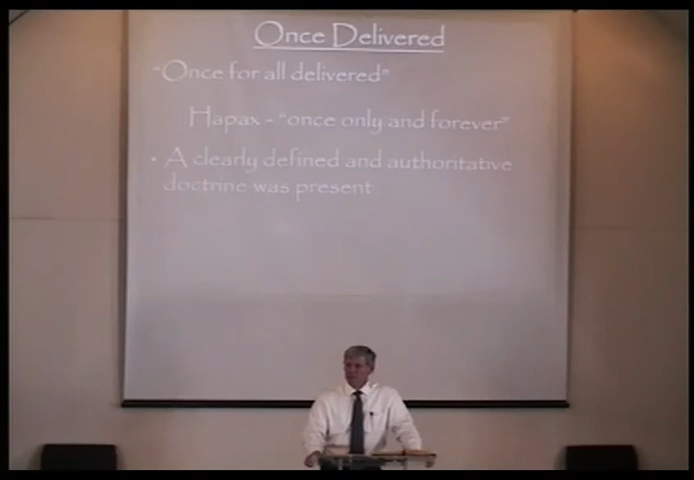 Once Delivered
"Once for all delivered"
Hapax - "once only and forever"
• A clearly defined and authoritative
doctrine was present